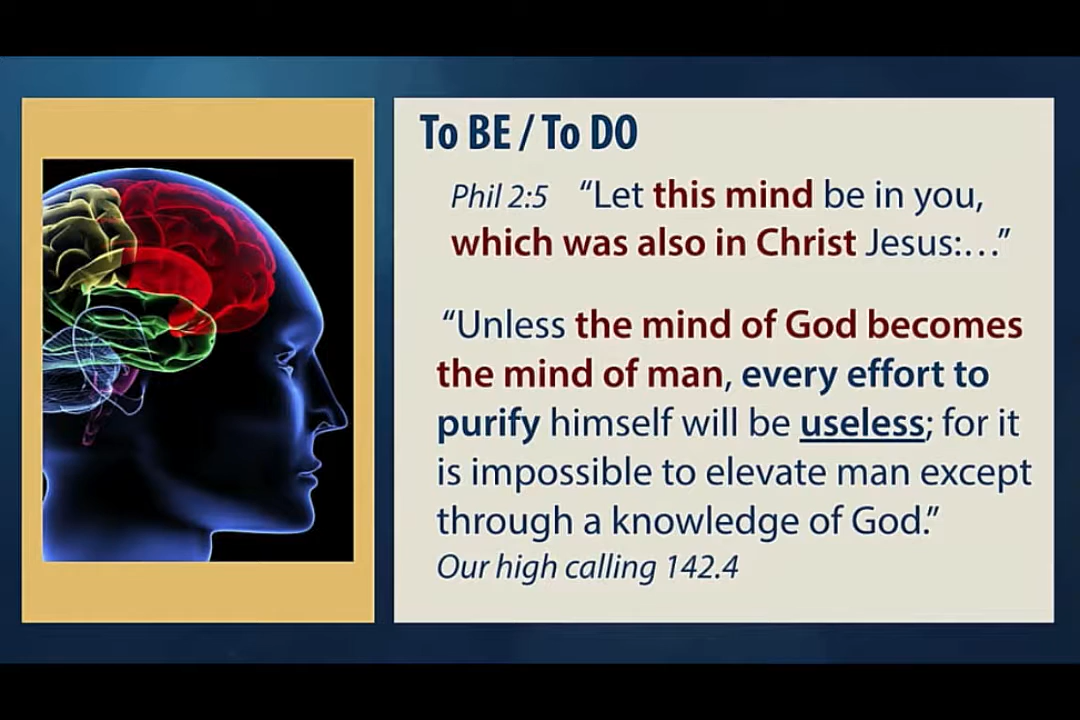 To BE / To DO
Phil 2:5 “Let this mind be in you,
which was also in Christ Jesus:…”
“Unless the mind of God becomes
the mind of man, every effort to
purify himself will be useless; for it
is impossible to elevate man except
through a knowledge of God.”
Our high calling 142.4